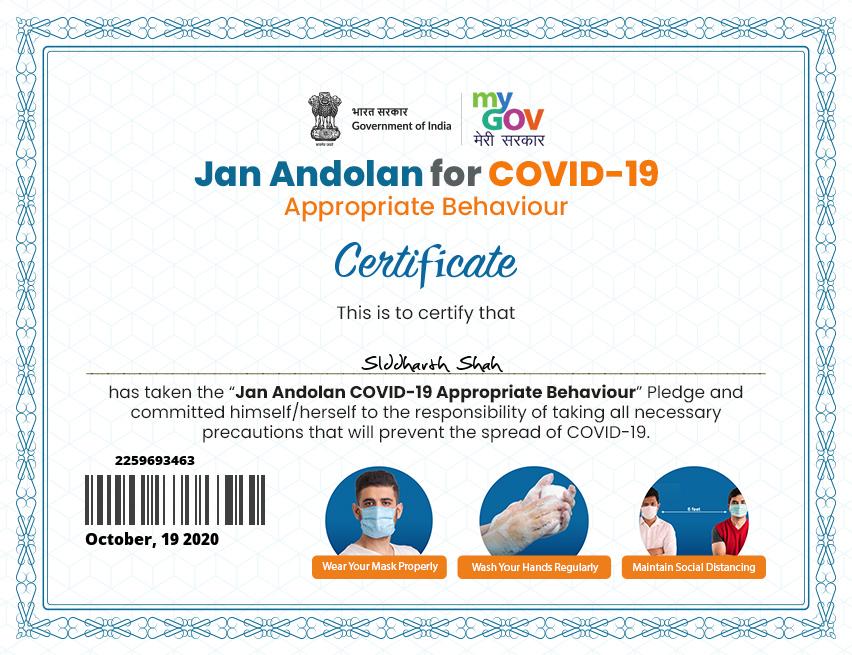 भारत सरकार
Government of India
my
GOV
मेरी सरकार
Jan Andolan for COVID-19
Appropriate Behaviour
Certificate
This is to certify that
SIddharth Shah
has taken the “Jan Andolan COVID-19 Appropriate Behaviour” Pledge and
committed himself/herself to the responsibility of taking all necessary
precautions that will prevent the spread of COVID-19.
2259693463
October, 19 2020
6 feet
Wear Your Mask Properly
Wash Your Hands Regularly
Maintain Social Distancing